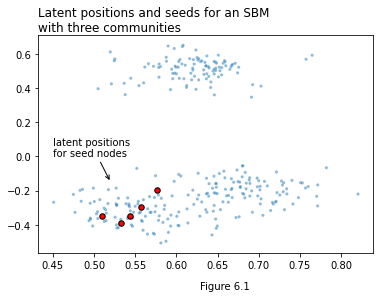 Latent positions and seeds for an SBM
with three communities
0.6
0.4
0.2
0.0
−0.2
−0.4
latent positions
for seed nodes
0.45 0.50 0.55 0.60 0.65 0.70 0.75 0.80
Figure 6.1